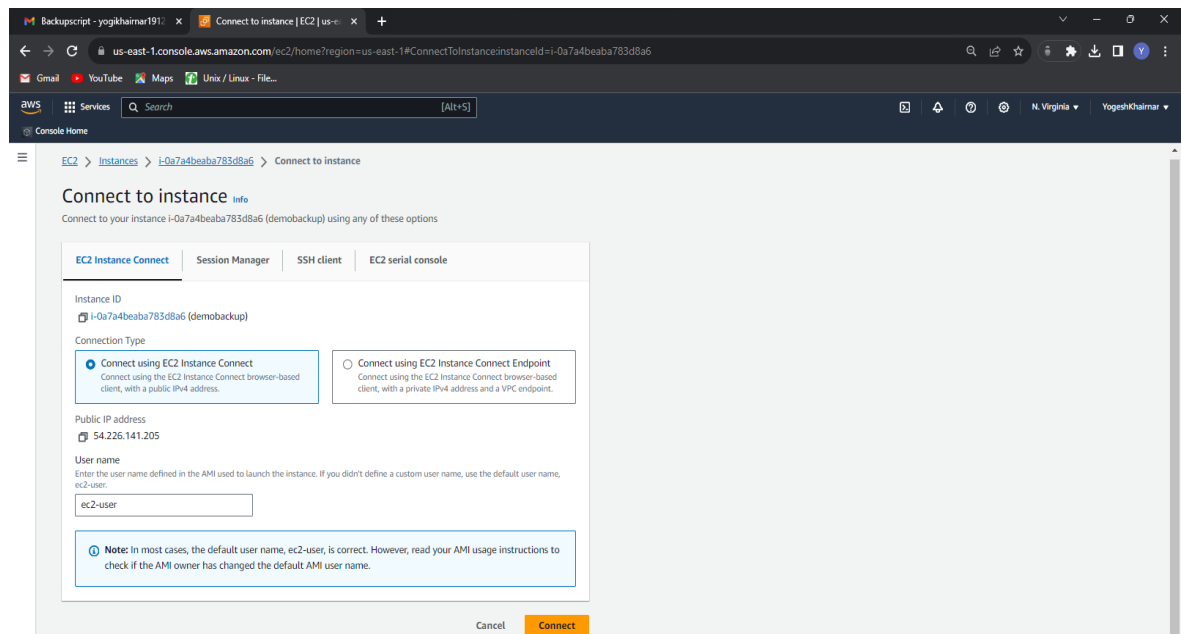 Backupscript - yogikhairnar1912
Connect to instance | EC2 | us-e
us-east-1.console.aws.amazon.com/ec2/home?region=us-east-1#ConnectToInstance:instanceId=i-0a7a4beaba783d8a6
Y
Gmail YouTube Maps Unix / Linux - File...
aws Services Search [Alt+S] N. Virginia YogeshKhairnar
Console Home
EC2 > Instances > i-0a7a4beaba783d8a6 > Connect to instance
Connect to instance Info
Connect to your instance i-0a7a4beaba783d8a6 (demobackup) using any of these options
EC2 Instance Connect Session Manager SSH client EC2 serial console
Instance ID
i-0a7a4beaba783d8a6 (demobackup)
Connection Type
Connect using EC2 Instance Connect
Connect using the EC2 Instance Connect browser-based
client, with a public IPv4 address.
Connect using EC2 Instance Connect Endpoint
Connect using the EC2 Instance Connect browser-based
client, with a private IPv4 address and a VPC endpoint.
Public IP address
54.226.141.205
User name
Enter the user name defined in the AMI used to launch the instance. If you didn't define a custom user name, use the default user name,
ec2-user.
ec2-user
Note: In most cases, the default user name, ec2-user, is correct. However, read your AMI usage instructions to
check if the AMI owner has changed the default AMI user name.
Cancel Connect